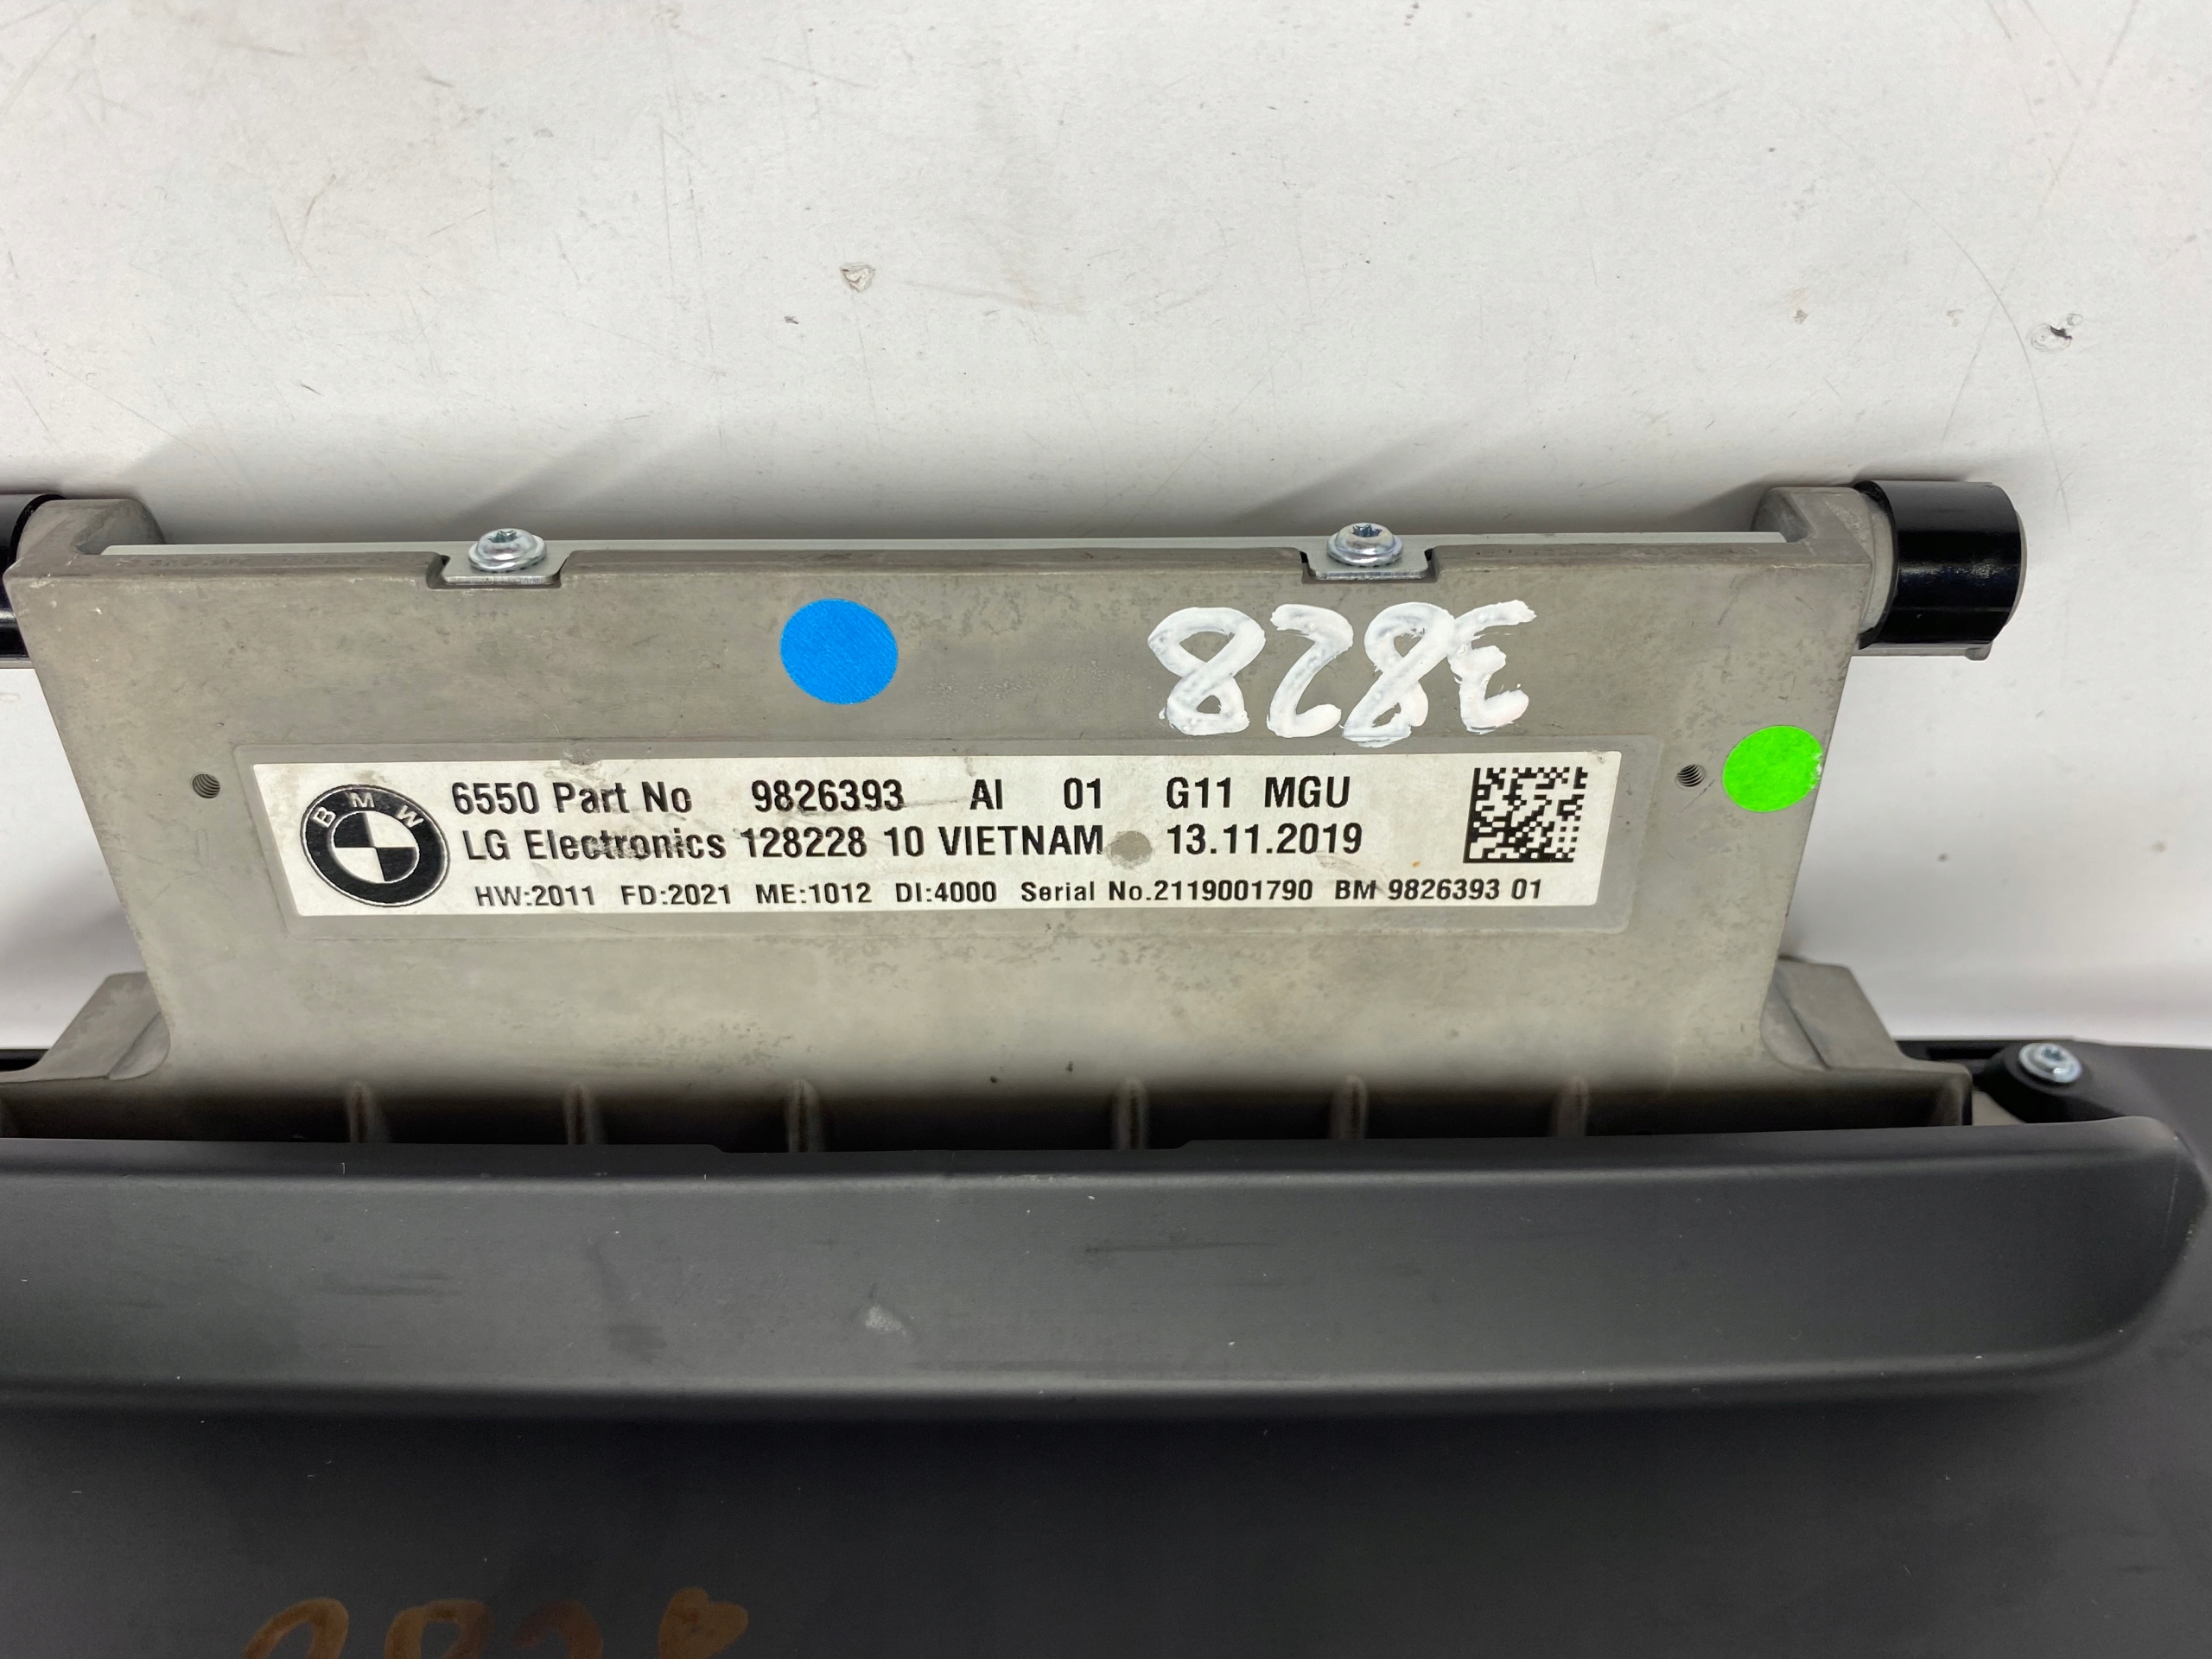 3828
BMW
6550 Part No 9826393 AI 01 G11 MGU
LG Electronics 128228 10 VIETNAM 13.11.2019
HW:2011 FD:2021 ME:1012 DI:4000 Serial No.2119001790 BM 9826393 01